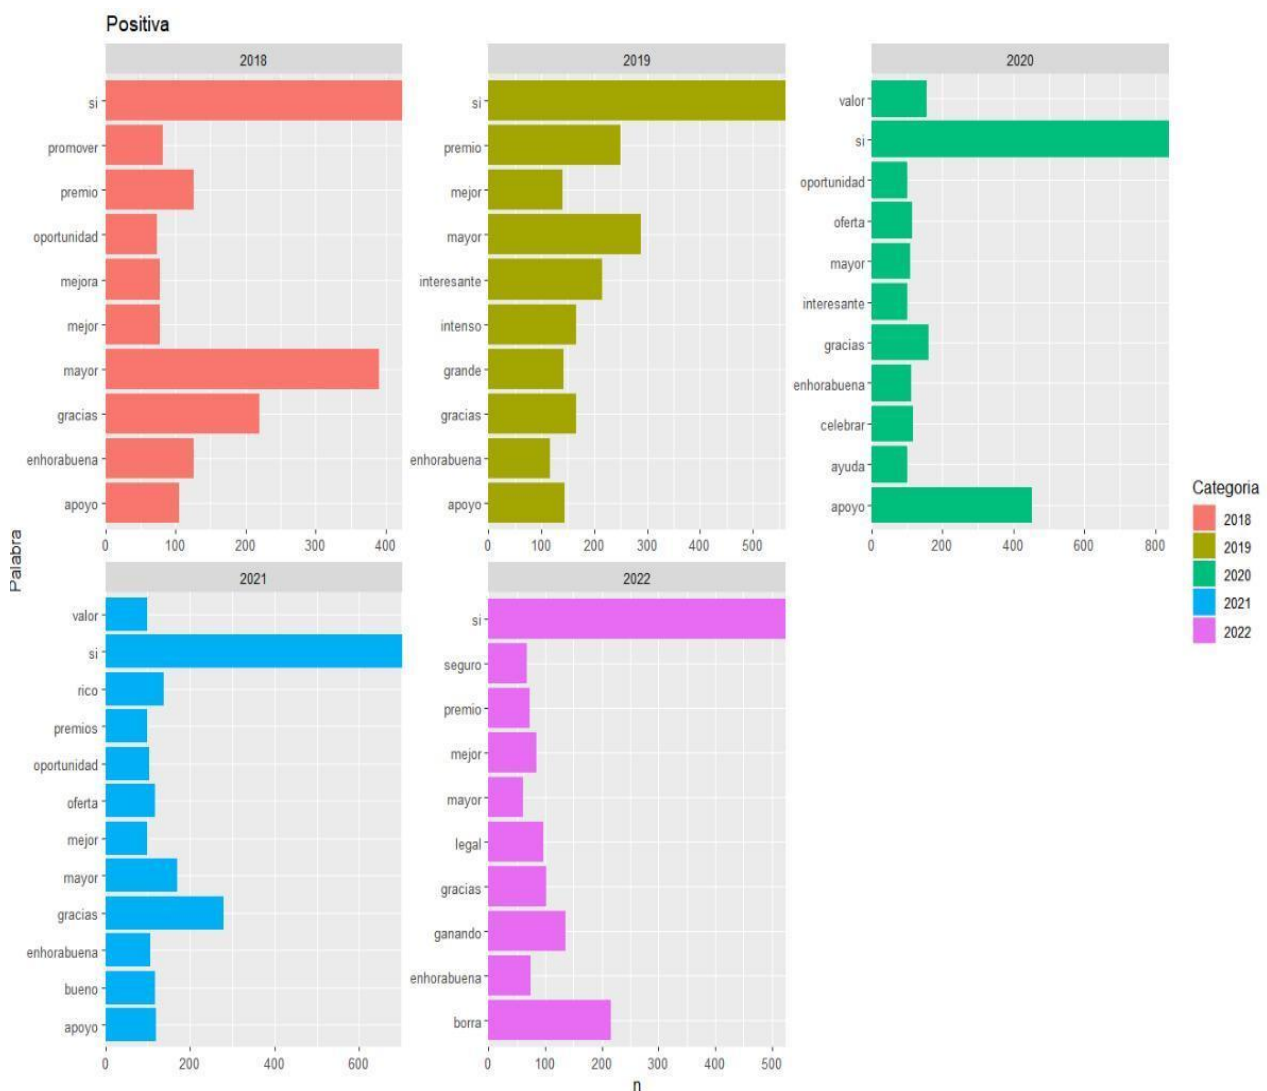 Positiva
2018
si
promover
premio
oportunidad
mejora
mejor
mayor
gracias
enhorabuena
apoyo
0 100 200 300 400
2019
si
premio
mejor
mayor
interesante
intenso
grande
gracias
enhorabuena
apoyo
0 100 200 300 400 500
2020
valor
si
oportunidad
oferta
mayor
interesante
gracias
enhorabuena
celebrar
ayuda
apoyo
0 200 400 600 800
Palabra
2021
valor
si
rico
premios
oportunidad
oferta
mejor
mayor
gracias
enhorabuena
bueno
apoyo
0 200 400 600
2022
si
seguro
premio
mejor
mayor
legal
gracias
ganando
enhorabuena
borra
0 100 200 300 400 500
n
Categoria
2018
2019
2020
2021
2022